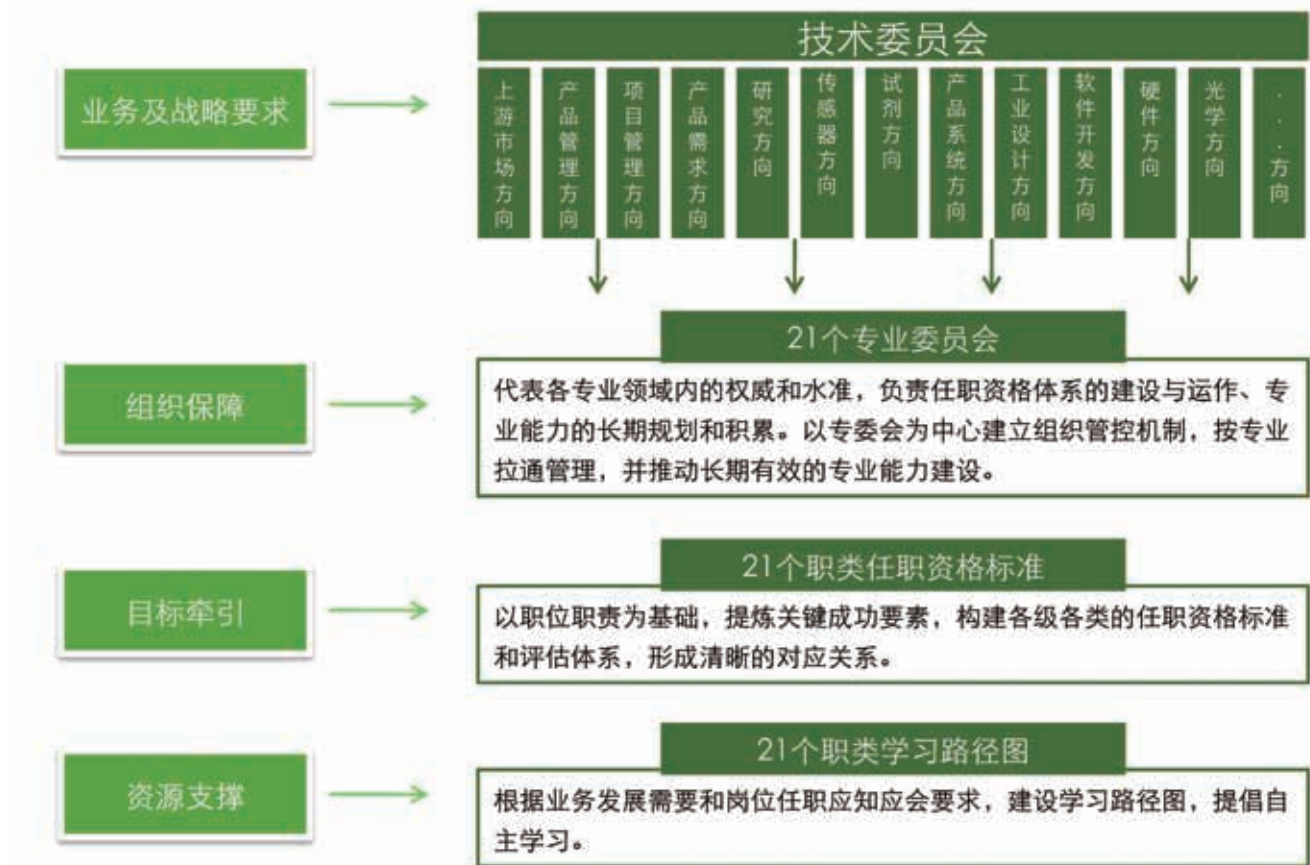 技术委员会
业务及战略要求
上游市场方向
产品管理方向
项目管理方向
产品需求方向
研究方向
传感器方向
试剂方向
产品系统方向
工业设计方向
软件开发方向
硬件方向
光学方向
...方向
21个专业委员会
组织保障
代表各专业领域内的权威和水准，负责任职资格体系的建设与运作、专
业能力的长期规划和积累。以专委会为中心建立组织管控机制，按专业
拉通管理，并推动长期有效的专业能力建设。
21个职类任职资格标准
目标牵引
以职位职责为基础，提炼关键成功要素，构建各级各类的任职资格标准
和评估体系，形成清晰的对应关系。
21个职类学习路径图
资源支撑
根据业务发展需要和岗位任职应知应会要求，建设学习路径图，提倡自
主学习。